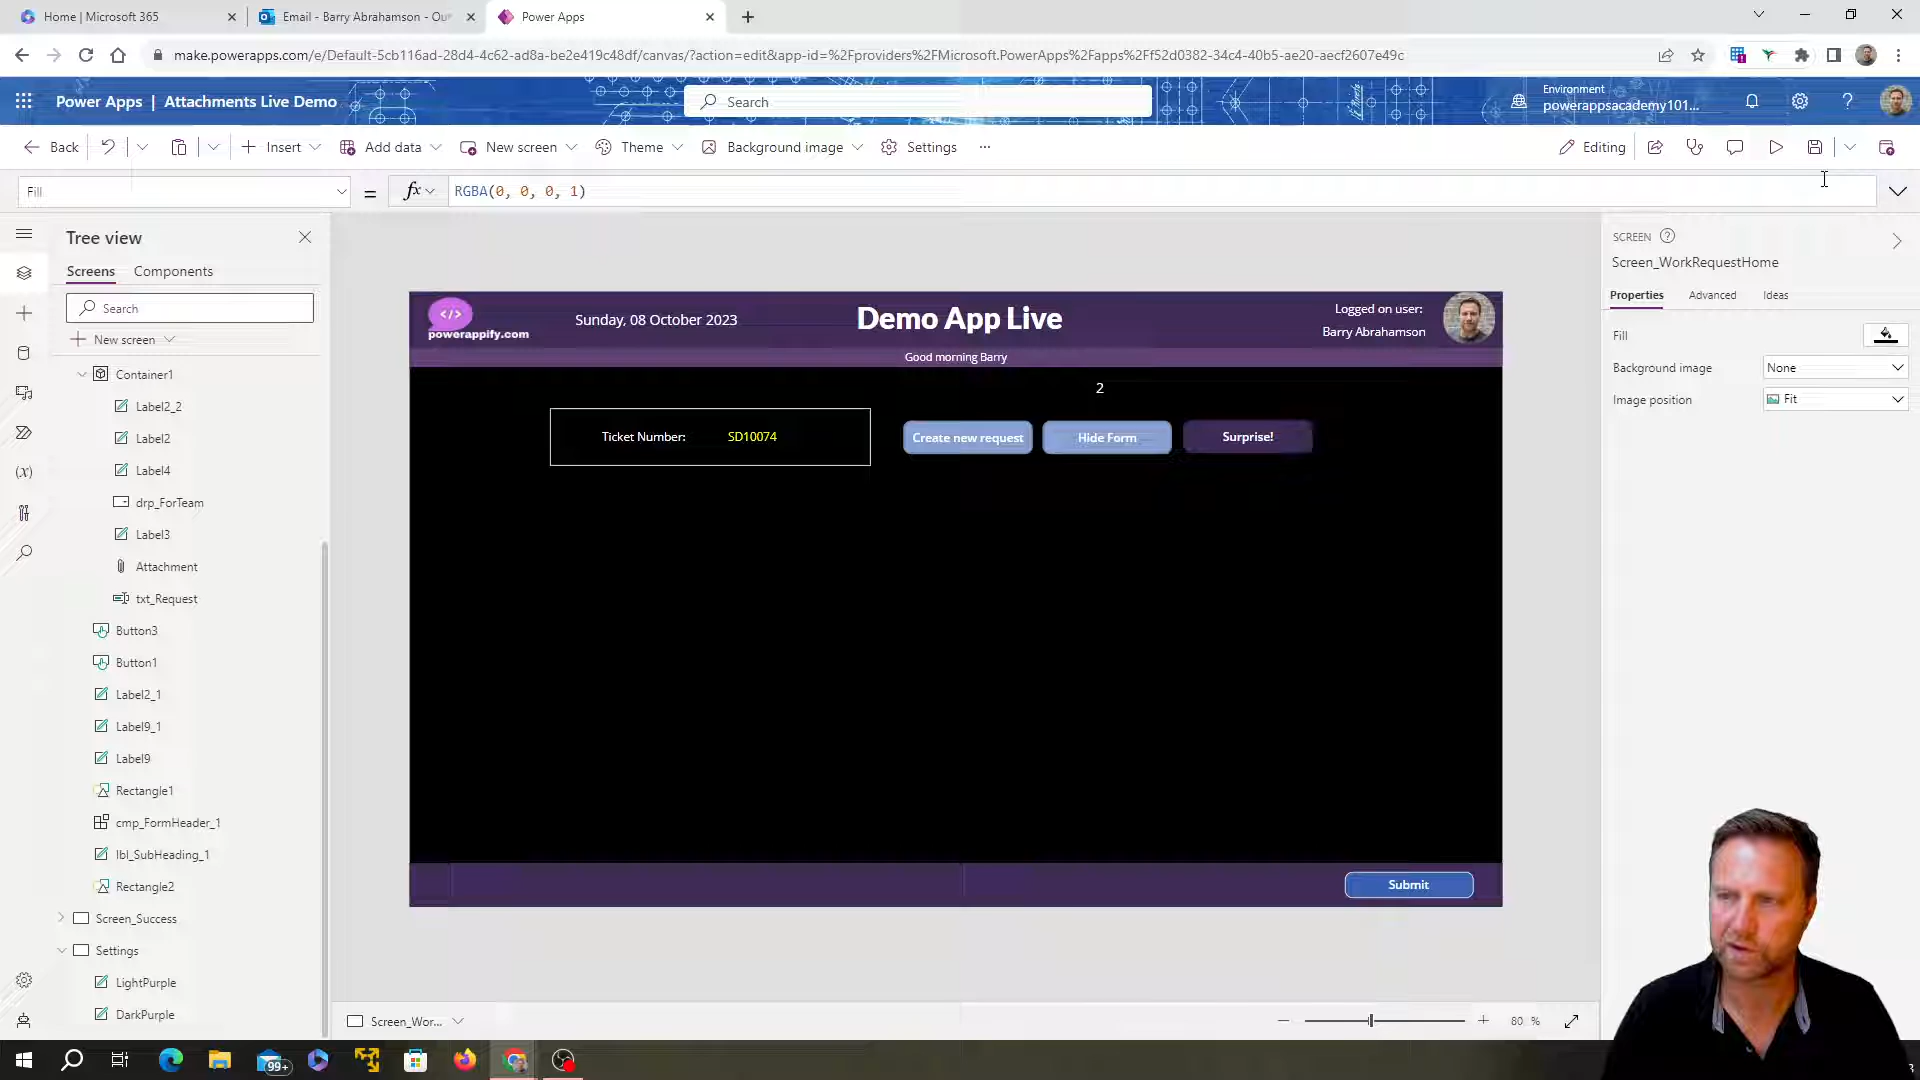 Home | Microsoft 365
Email - Barry Abrahamson - Ou
Power Apps
make.powerapps.com/e/Default-5cb116ad-28d4-4c62-ad8a-be2e419c48df/canvas/?action=edit&app-id=%2Fproviders%2FMicrosoft.PowerApps%2Fapps%2Ff52d0382-34c4-40b5-ae20-aecf2607e49c
Power Apps | Attachments Live Demo
Search
Environment
powerappsacademy101...
Back
Insert
Add data
New screen
Theme
Background image
Settings
Editing
Fill
=
fx
RGBA(0, 0, 0, 1)
Tree view
Screens
Components
Search
New screen
Container1
Label2_2
Label2
Label4
drp_ForTeam
Label3
Attachment
txt_Request
Button3
Button1
Label2_1
Label9_1
Label9
Rectangle1
cmp_FormHeader_1
lbl_SubHeading_1
Rectangle2
Screen_Success
Settings
LightPurple
DarkPurple
</>
powerappify.com
Sunday, 08 October 2023
Demo App Live
Logged on user:
Barry Abrahamson
Good morning Barry
2
Ticket Number:
SD10074
Create new request
Hide Form
Surprise!
Submit
Screen_Wor...
80 %
SCREEN
Screen_WorkRequestHome
Properties
Advanced
Ideas
Fill
Background image
None
Image position
Fit
99+